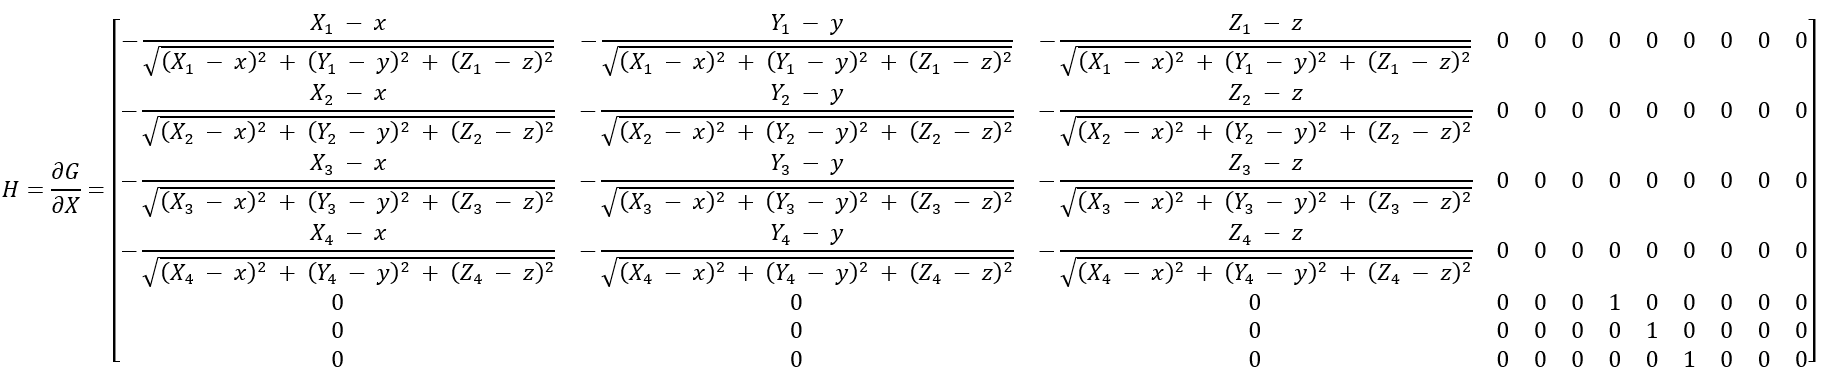 H = ∂G/∂X = [ −(X₁ − x)/√((X₁ − x)² + (Y₁ − y)² + (Z₁ − z)²) −(Y₁ − y)/√((X₁ − x)² + (Y₁ − y)² + (Z₁ − z)²) −(Z₁ − z)/√((X₁ − x)² + (Y₁ − y)² + (Z₁ − z)²) 0 0 0 0 0 0 0 0 0
−(X₂ − x)/√((X₂ − x)² + (Y₂ − y)² + (Z₂ − z)²) −(Y₂ − y)/√((X₂ − x)² + (Y₂ − y)² + (Z₂ − z)²) −(Z₂ − z)/√((X₂ − x)² + (Y₂ − y)² + (Z₂ − z)²) 0 0 0 0 0 0 0 0 0
−(X₃ − x)/√((X₃ − x)² + (Y₃ − y)² + (Z₃ − z)²) −(Y₃ − y)/√((X₃ − x)² + (Y₃ − y)² + (Z₃ − z)²) −(Z₃ − z)/√((X₃ − x)² + (Y₃ − y)² + (Z₃ − z)²) 0 0 0 0 0 0 0 0 0
−(X₄ − x)/√((X₄ − x)² + (Y₄ − y)² + (Z₄ − z)²) −(Y₄ − y)/√((X₄ − x)² + (Y₄ − y)² + (Z₄ − z)²) −(Z₄ − z)/√((X₄ − x)² + (Y₄ − y)² + (Z₄ − z)²) 0 0 0 0 0 0 0 0 0
0 0 0 0 0 0 1 0 0 0 0 0
0 0 0 0 0 0 0 1 0 0 0 0
0 0 0 0 0 0 0 0 1 0 0 0 ]